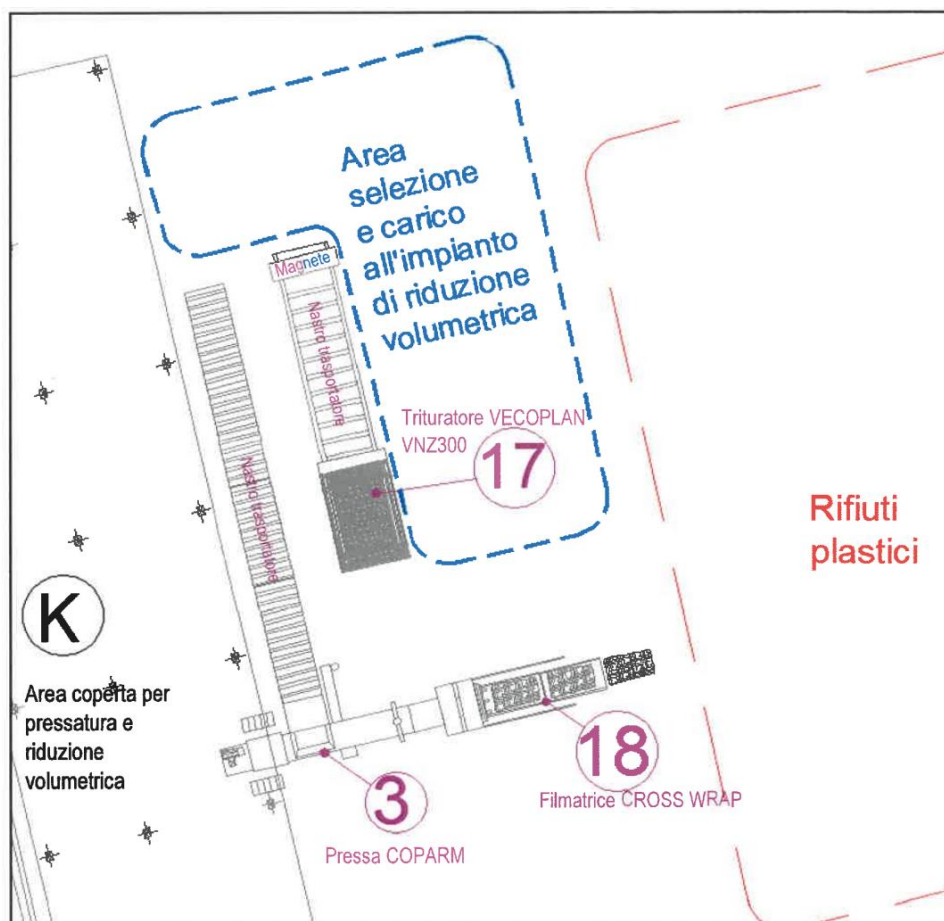 Area
selezione
e carico
all'impianto
di riduzione
volumetrica
Magnete
Nastro trasportatore
Nastro trasportatore
Trituratore VECOPLAN
VNZ300
17
Rifiuti
plastici
K
Area coperta per
pressatura e
riduzione
volumetrica
18
Filmatrice CROSS WRAP
3
Pressa COPARM